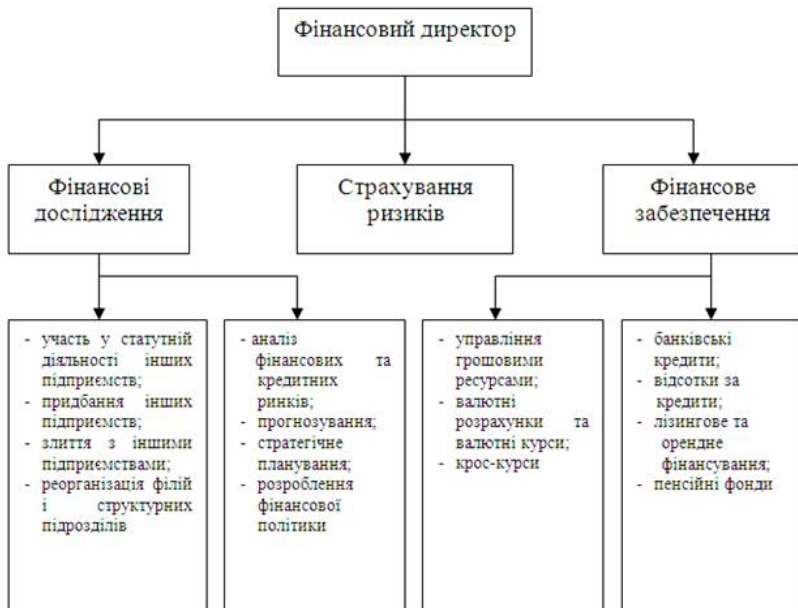 Фінансовий директор
Фінансові
дослідження
Страхування
ризиків
Фінансове
забезпечення
- участь у статутній
діяльності інших
підприємств;
- придбання інших
підприємств;
- злиття з іншими
підприємствами;
- реорганізація філій
і структурних
підрозділів
- аналіз
фінансових та
кредитних
ринків;
- прогнозування;
- стратегічне
планування;
- розроблення
фінансової
політики
- управління
грошовими
ресурсами;
- валютні
розрахунки та
валютні курси;
- крос-курси
- банківські
кредити;
- відсотки за
кредити;
- лізингове та
орендне
фінансування;
- пенсійні фонди